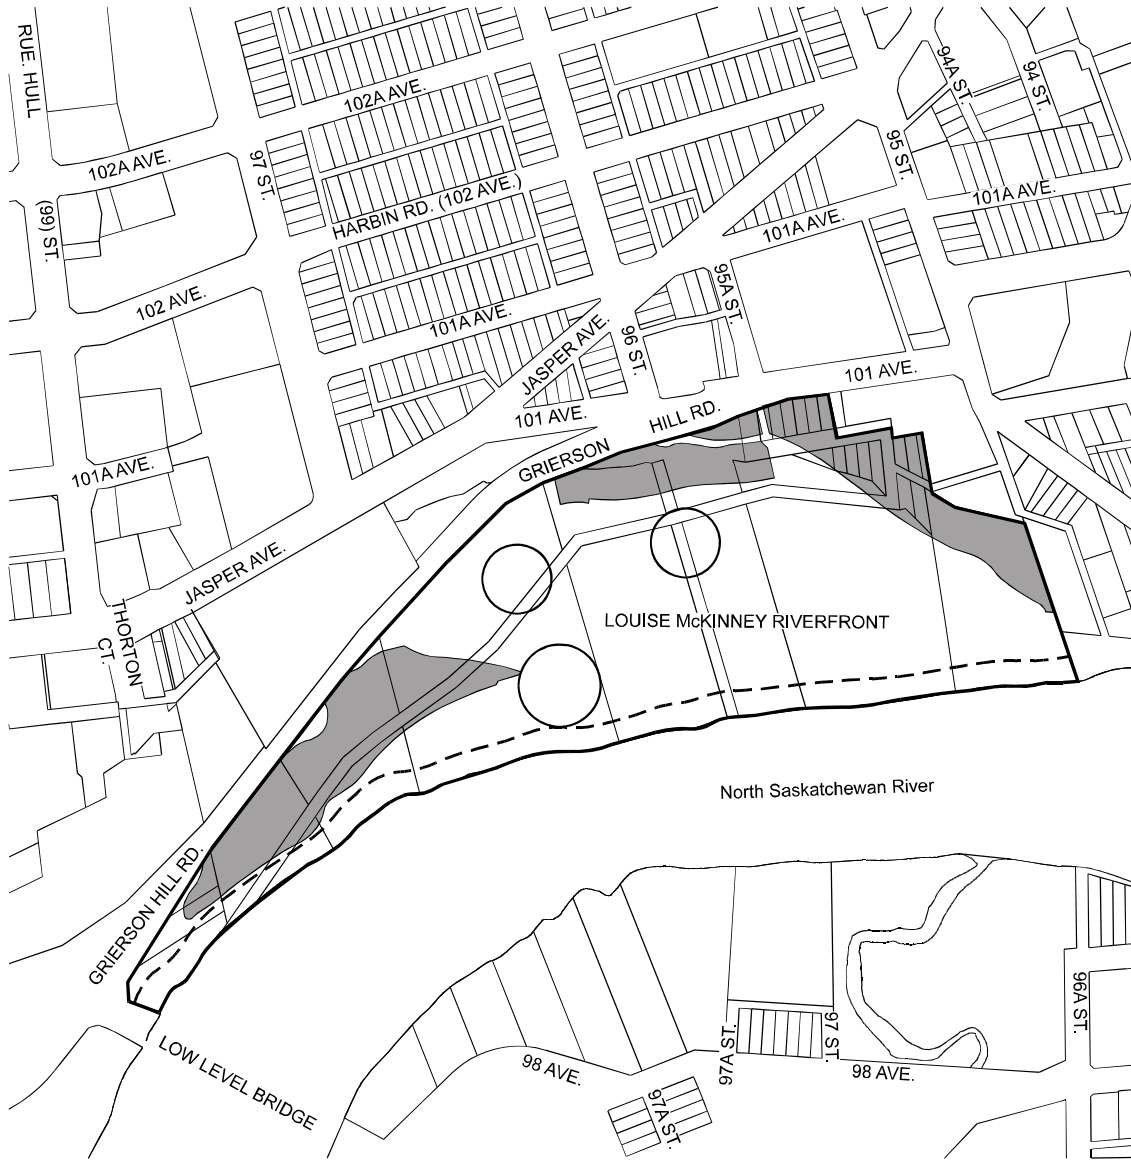 RUE. HULL
94A ST.
94 ST.
102A AVE.
95 ST.
102A AVE.
97 ST.
HARBIN RD. (102 AVE.)
101A AVE.
(99) ST.
101A AVE.
95A ST.
102 AVE.
101A AVE.
JASPER AVE.
96 ST.
101 AVE.
101 AVE.
HILL RD.
GRIERSON
101A AVE.
JASPER AVE.
THORTON
CT.
LOUISE McKINNEY RIVERFRONT
North Saskatchewan River
GRIERSON HILL RD.
96A ST.
97A ST.
97 ST.
LOW LEVEL BRIDGE
98 AVE.
98 AVE.
97A ST.